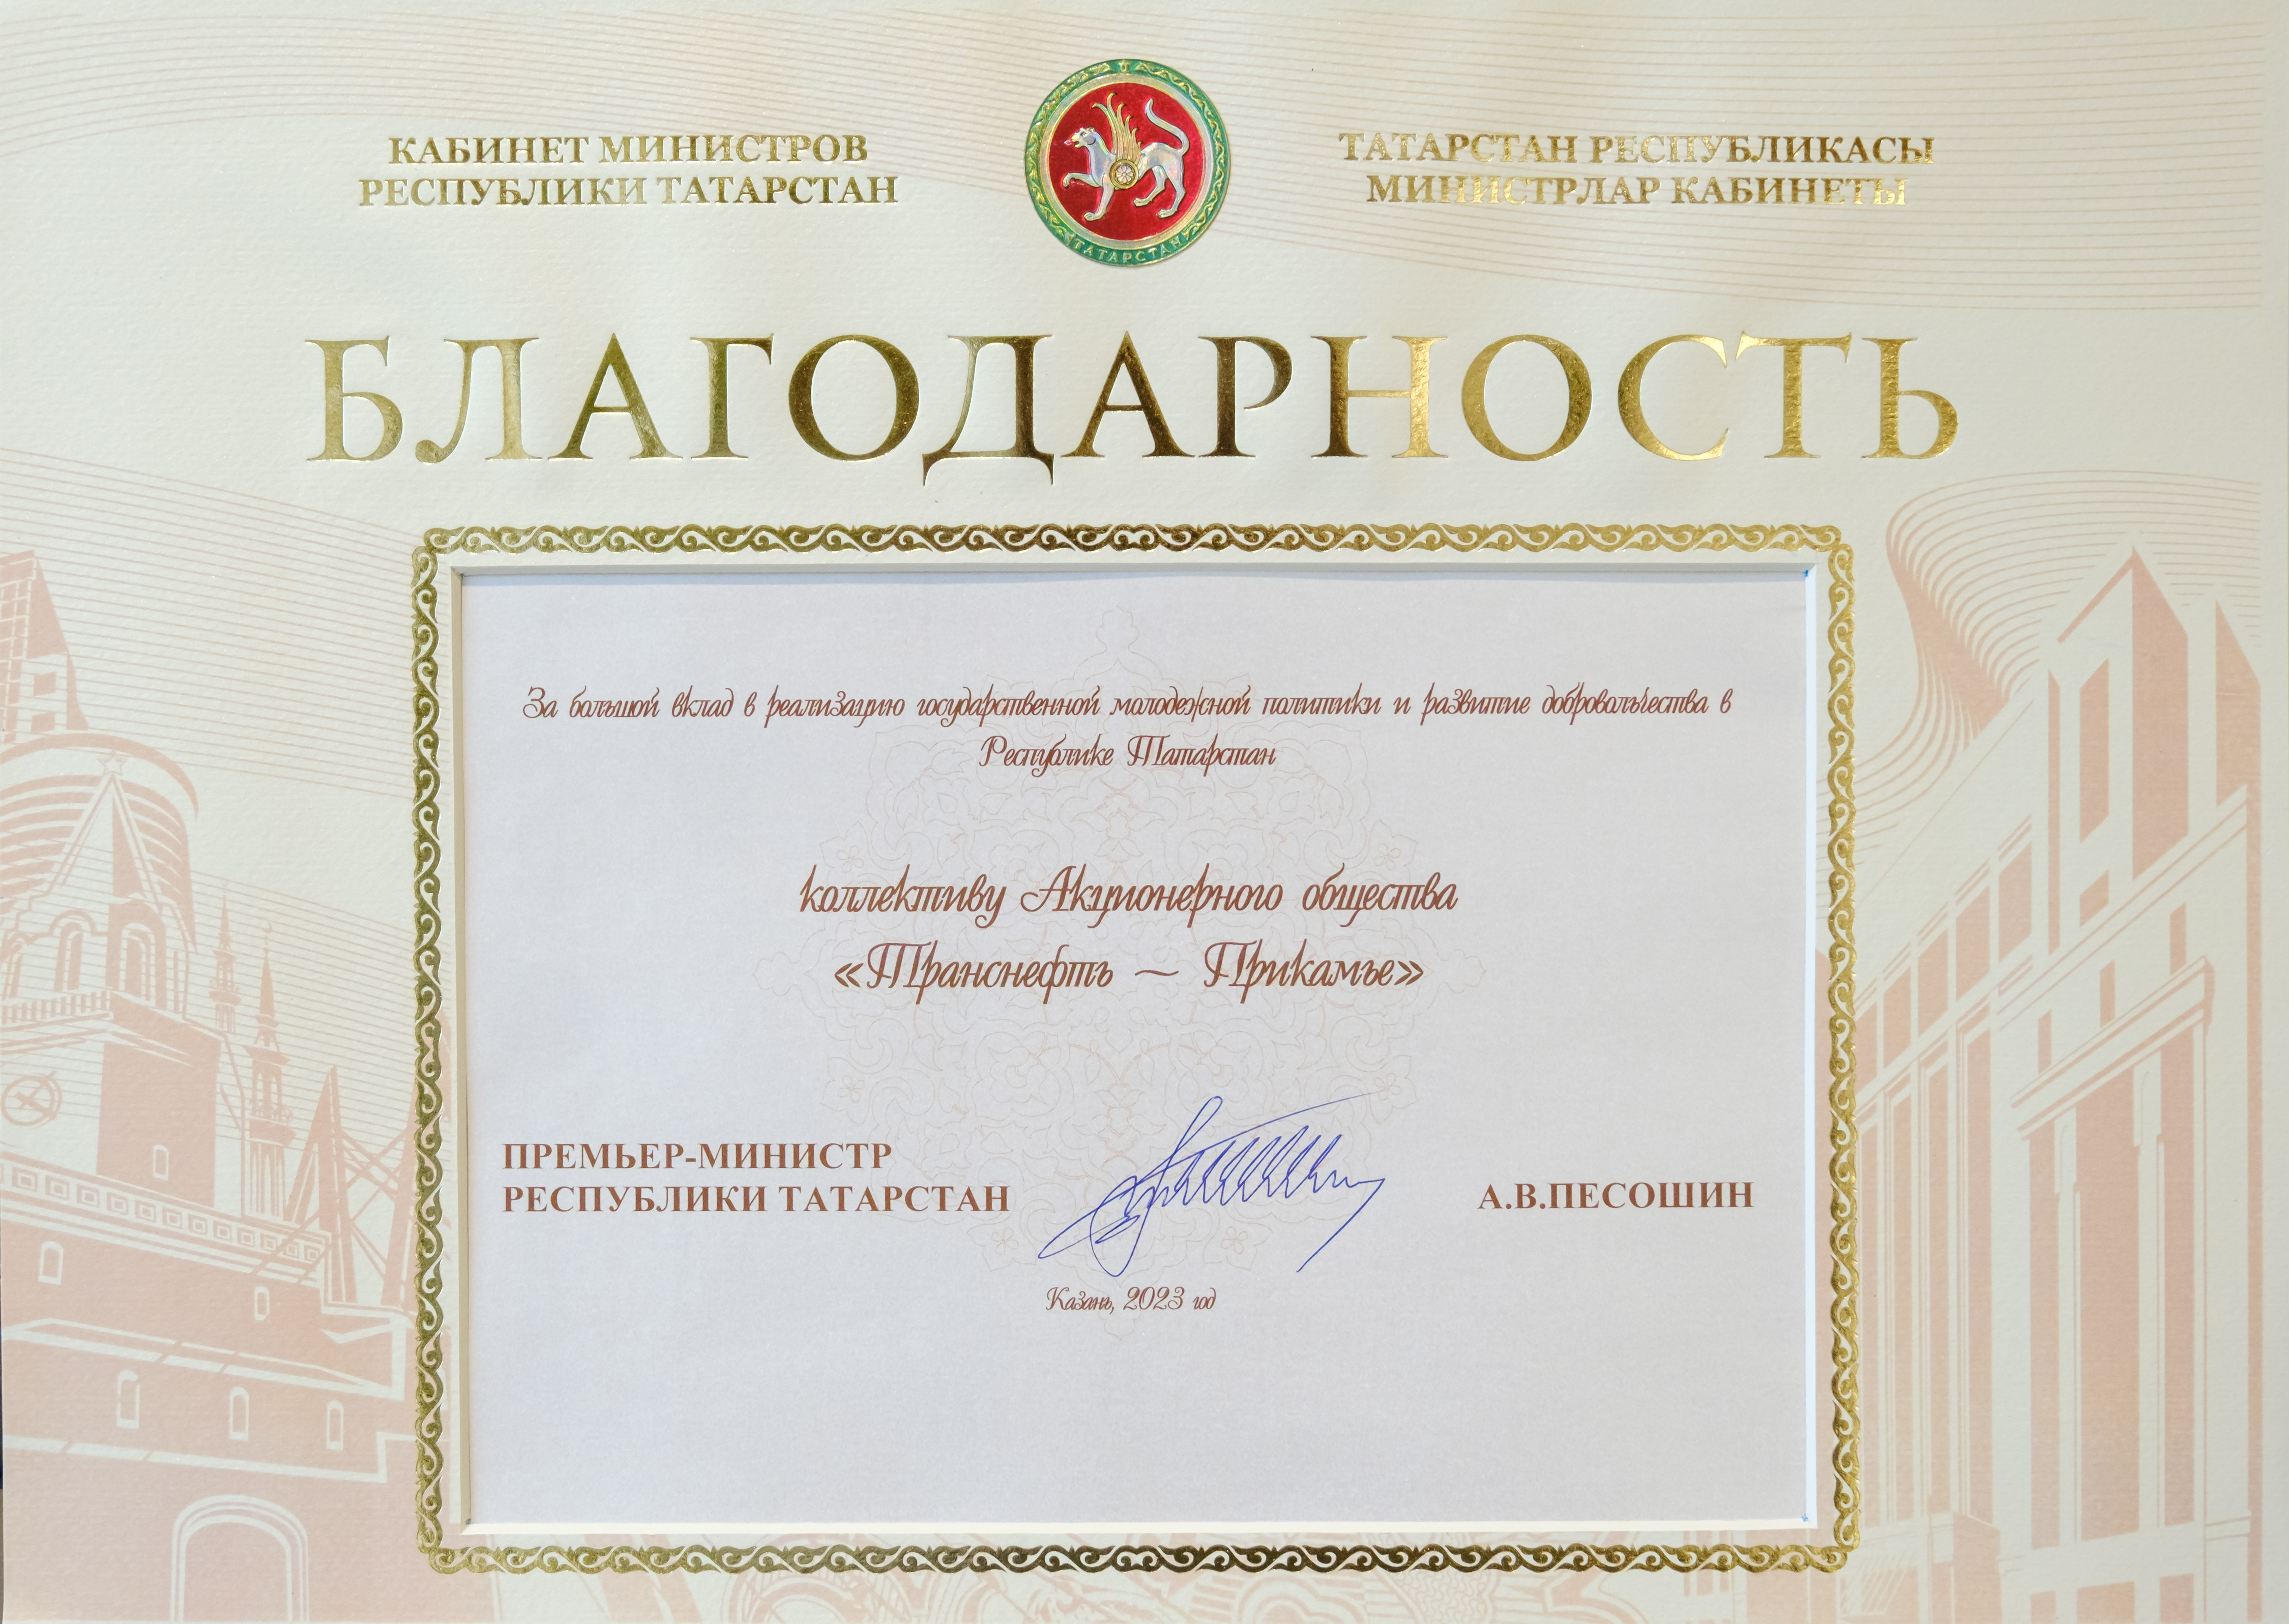 КАБИНЕТ МИНИСТРОВ
РЕСПУБЛИКИ ТАТАРСТАН
ТАТАРСТАН
ТАТАРСТАН РЕСПУБЛИКАСЫ
МИНИСТРЛАР КАБИНЕТЫ
БЛАГОДАРНОСТЬ
За большой вклад в реализацию государственной молодежной политики и развитие добровольчества в
Республике Татарстан
коллективу Акционерного общества
«Транснефть – Прикамье»
ПРЕМЬЕР-МИНИСТР
РЕСПУБЛИКИ ТАТАРСТАН
А.В.ПЕСОШИН
Казань, 2023 год